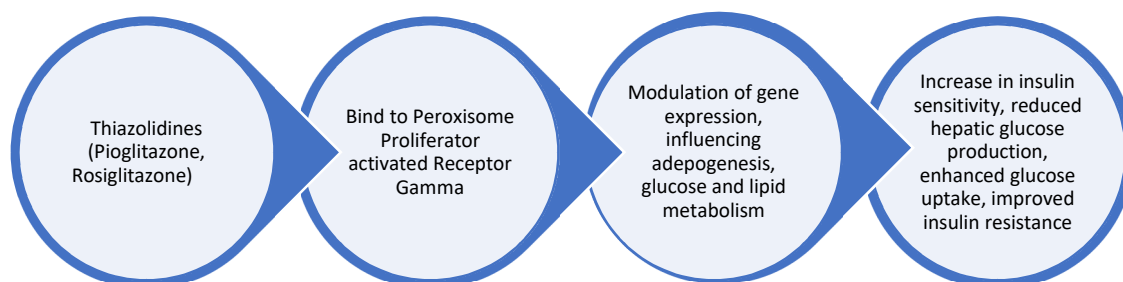 Thiazolidines
(Pioglitazone,
Rosiglitazone)
Bind to Peroxisome
Proliferator
activated Receptor
Gamma
Modulation of gene
expression,
influencing
adepogenesis,
glucose and lipid
metabolism
Increase in insulin
sensitivity, reduced
hepatic glucose
production,
enhanced glucose
uptake, improved
insulin resistance